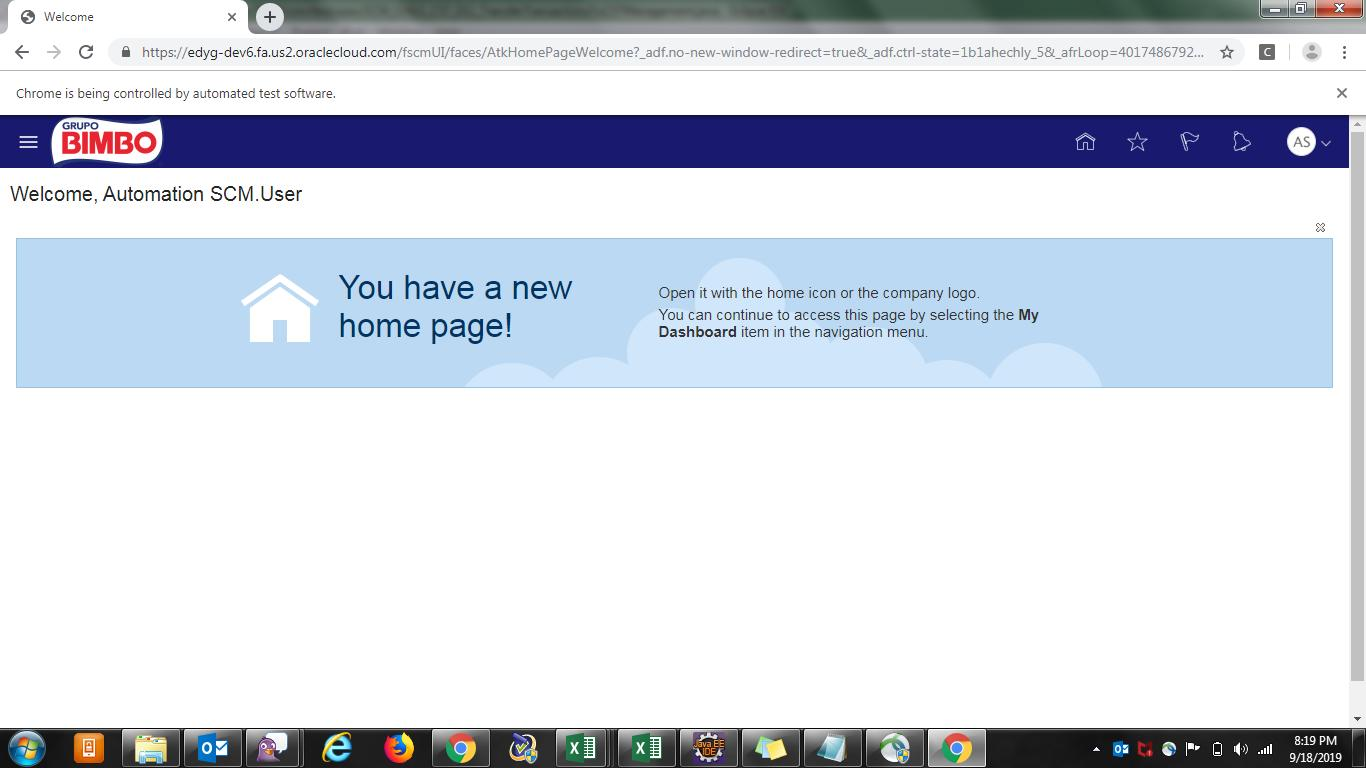 Welcome
https://edyg-dev6.fa.us2.oraclecloud.com/fscmUI/faces/AtkHomePageWelcome?_adf.no-new-window-redirect=true&_adf.ctrl-state=1b1ahechly_5&_afrLoop=4017486792...
C
Chrome is being controlled by automated test software.
GRUPO
BIMBO
AS
Welcome, Automation SCM.User
You have a new
home page!
Open it with the home icon or the company logo.
You can continue to access this page by selecting the My
Dashboard item in the navigation menu.
Java EE
IDE
8:19 PM
9/18/2019